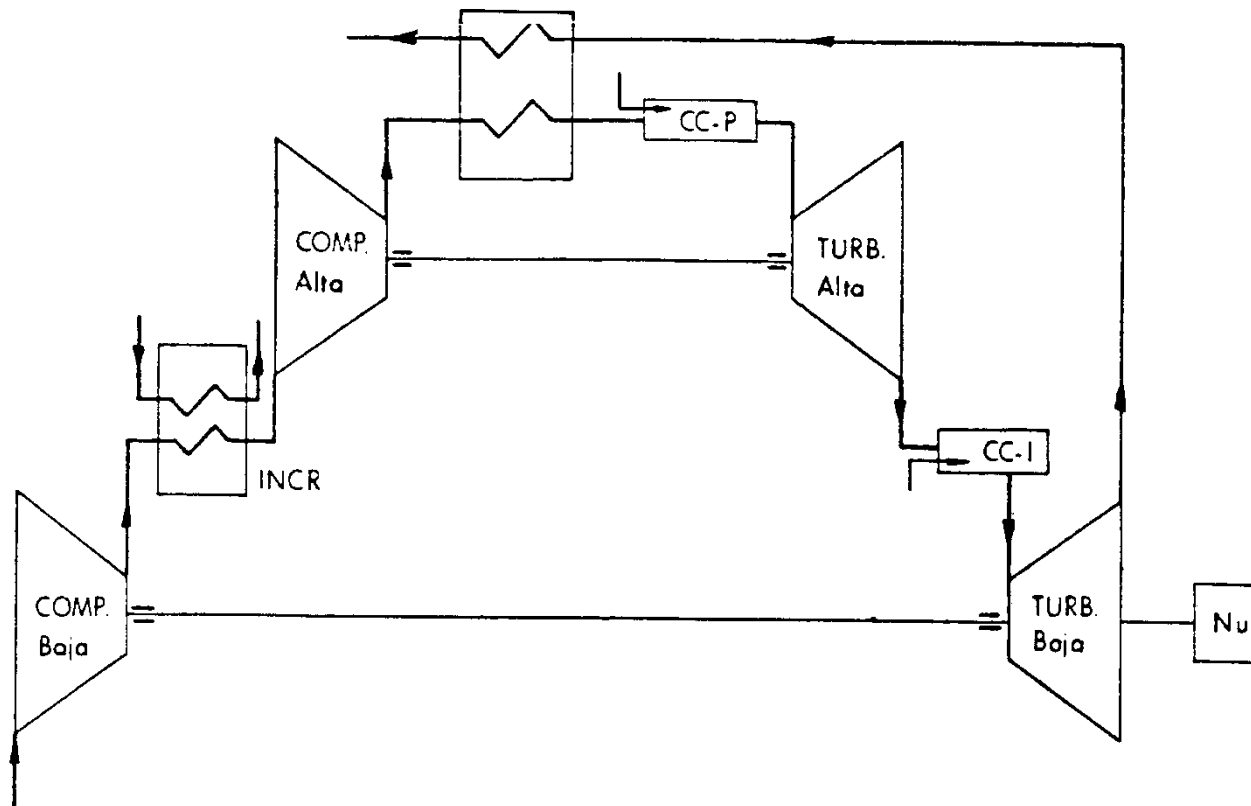 CC-P
COMP.
Alta
TURB.
Alta
INCR
CC-I
COMP.
Baja
TURB.
Baja
Nu